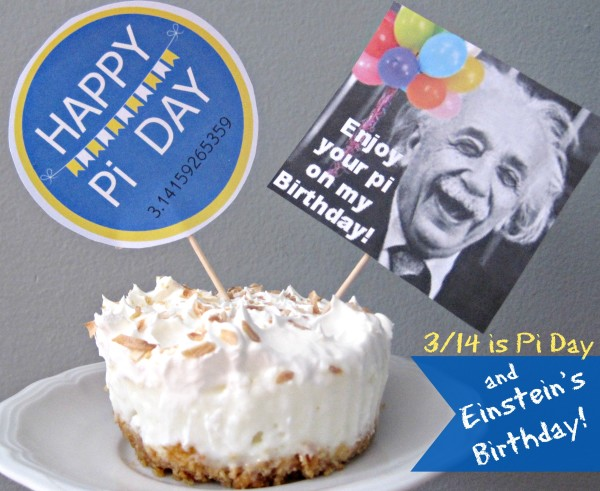 HAPPY
Pi DAY
3.14159265359
Enjoy
your pi
on my
Birthday!
3/14 is Pi Day
and
Einstein's
Birthday!